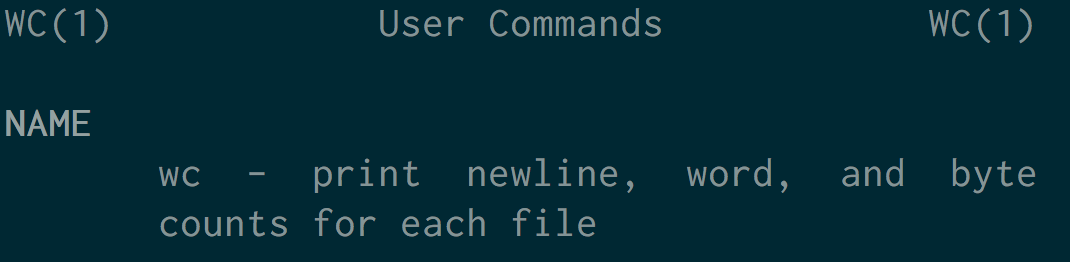 WC(1) User Commands WC(1)
NAME
wc - print newline, word, and byte
counts for each file